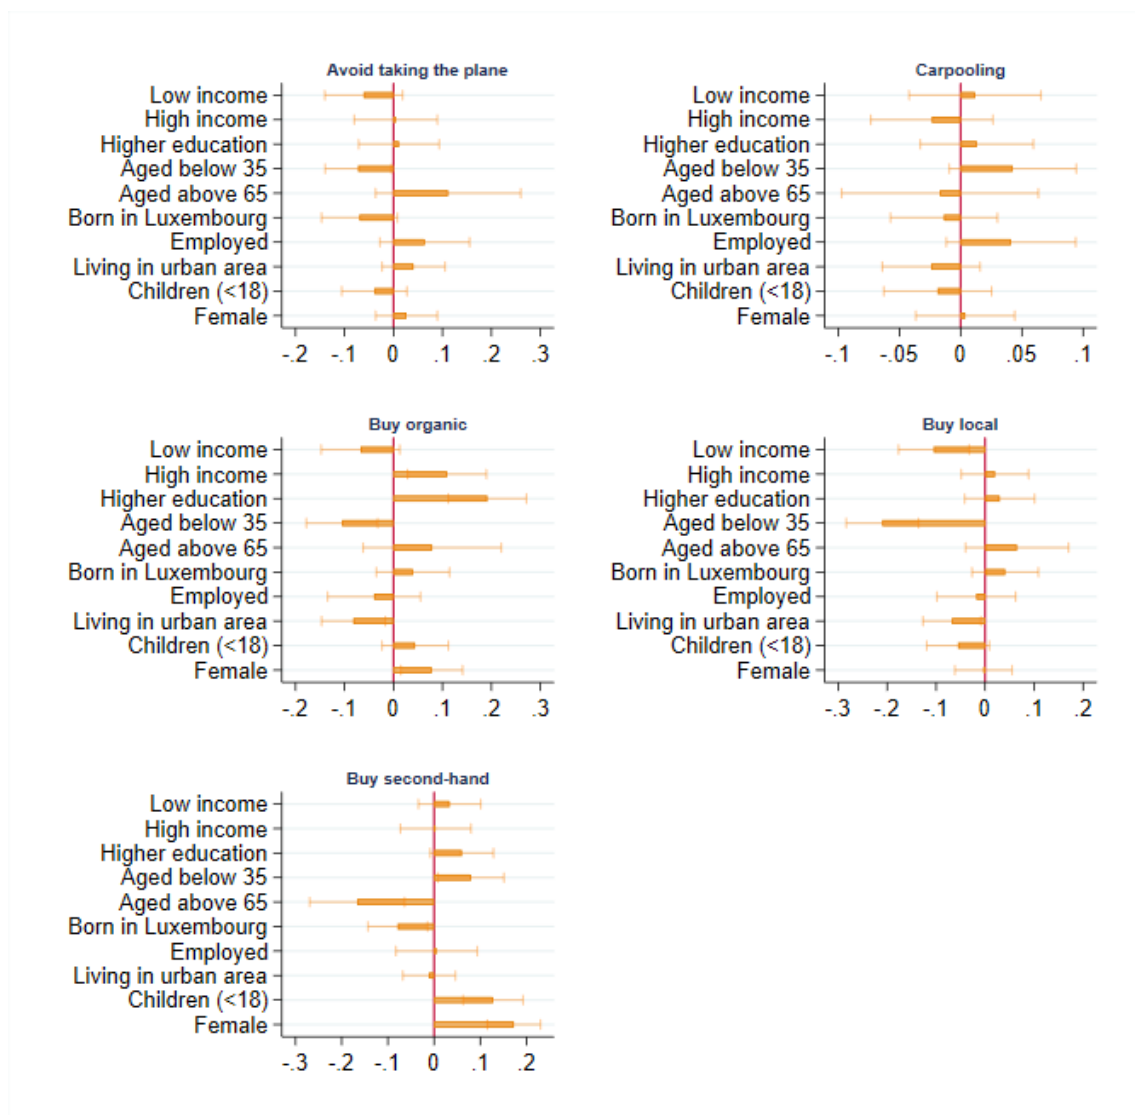 Avoid taking the plane
Low income
High income
Higher education
Aged below 35
Aged above 65
Born in Luxembourg
Employed
Living in urban area
Children (<18)
Female
-.2 -.1 0 .1 .2 .3
Carpooling
Low income
High income
Higher education
Aged below 35
Aged above 65
Born in Luxembourg
Employed
Living in urban area
Children (<18)
Female
-.1 -.05 0 .05 .1
Buy organic
Low income
High income
Higher education
Aged below 35
Aged above 65
Born in Luxembourg
Employed
Living in urban area
Children (<18)
Female
-.2 -.1 0 .1 .2 .3
Buy local
Low income
High income
Higher education
Aged below 35
Aged above 65
Born in Luxembourg
Employed
Living in urban area
Children (<18)
Female
-.3 -.2 -.1 0 .1 .2
Buy second-hand
Low income
High income
Higher education
Aged below 35
Aged above 65
Born in Luxembourg
Employed
Living in urban area
Children (<18)
Female
-.3 -.2 -.1 0 .1 .2